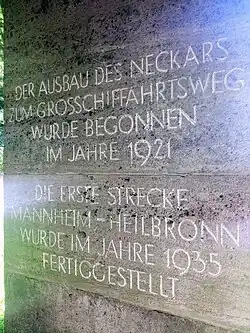 DER AUSBAU DES NECKARS
ZUM GROSSCHIFFAHRTSWEG
WURDE BEGONNEN
IM JAHRE 1921
DIE ERSTE STRECKE
MANNHEIM-HEILBRONN
WURDE IM JAHRE 1935
FERTIGGESTELLT